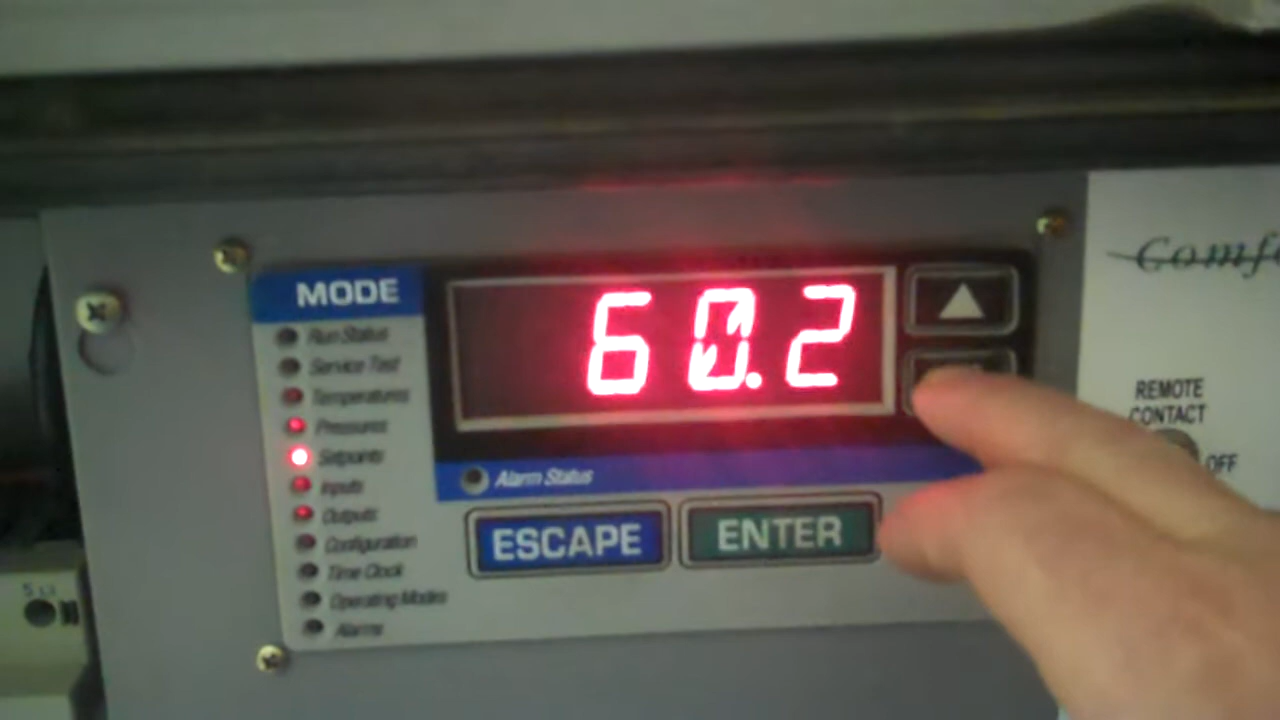 MODE
Run Status
Service Test
Temperatures
Pressures
Setpoints
Inputs
Outputs
Configuration
Time Clock
Operating Modes
Alarms
60.2
Alarm Status
ESCAPE
ENTER
Comf
REMOTE
CONTACT
OFF